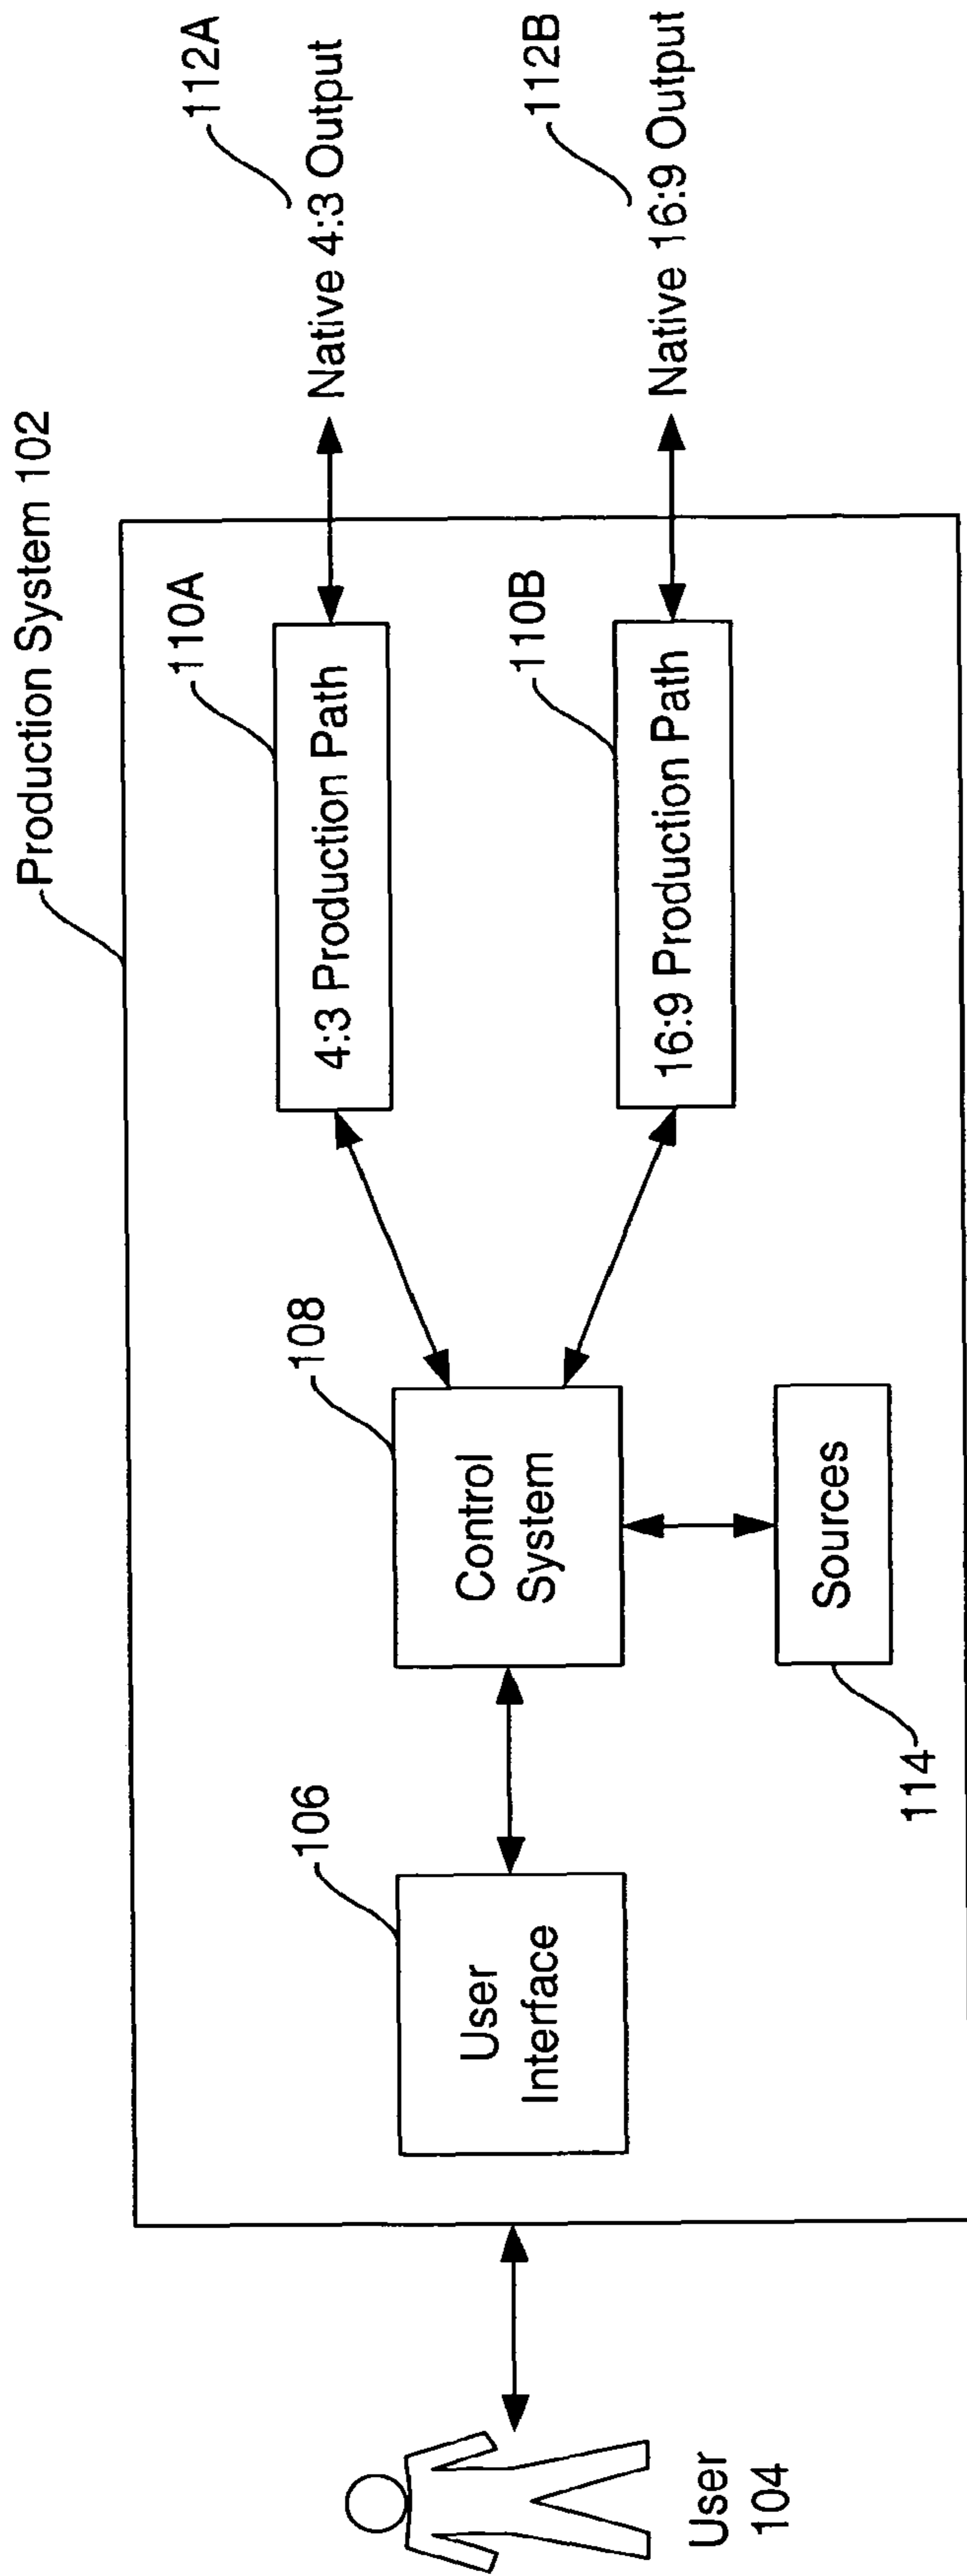 Production System 102
112A
Native 4:3 Output
110A
4:3 Production Path
112B
Native 16:9 Output
110B
16:9 Production Path
108
Control
System
106
User
Interface
Sources
114
User
104